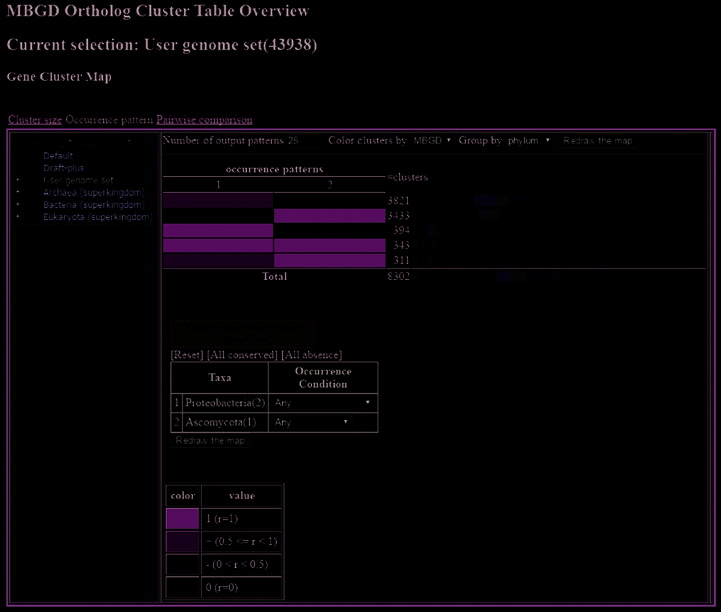 MBGD Ortholog Cluster Table Overview
Current selection: User genome set(43938)
Gene Cluster Map
Cluster size Occurrence pattern Pairwise comparison
Number of output patterns 25 Color clusters by: MBGD Group by phylum Redraw the map
Default
Draft-plus
User genome set
Archaea (superkingdom)
Bacteria (superkingdom)
Eukaryota (superkingdom)
occurrence patterns
=clusters
1 2
3821
3433
394
343
311
Total 8302
[Reset] [All conserved] [All absence]
Taxa Occurrence Condition
1 Proteobacteria(2) Any
2 Ascomycota(1) Any
Redraw the map
color value
1 (r=1)
+ (0.5 <= r < 1)
- (0 < r < 0.5)
0 (r=0)